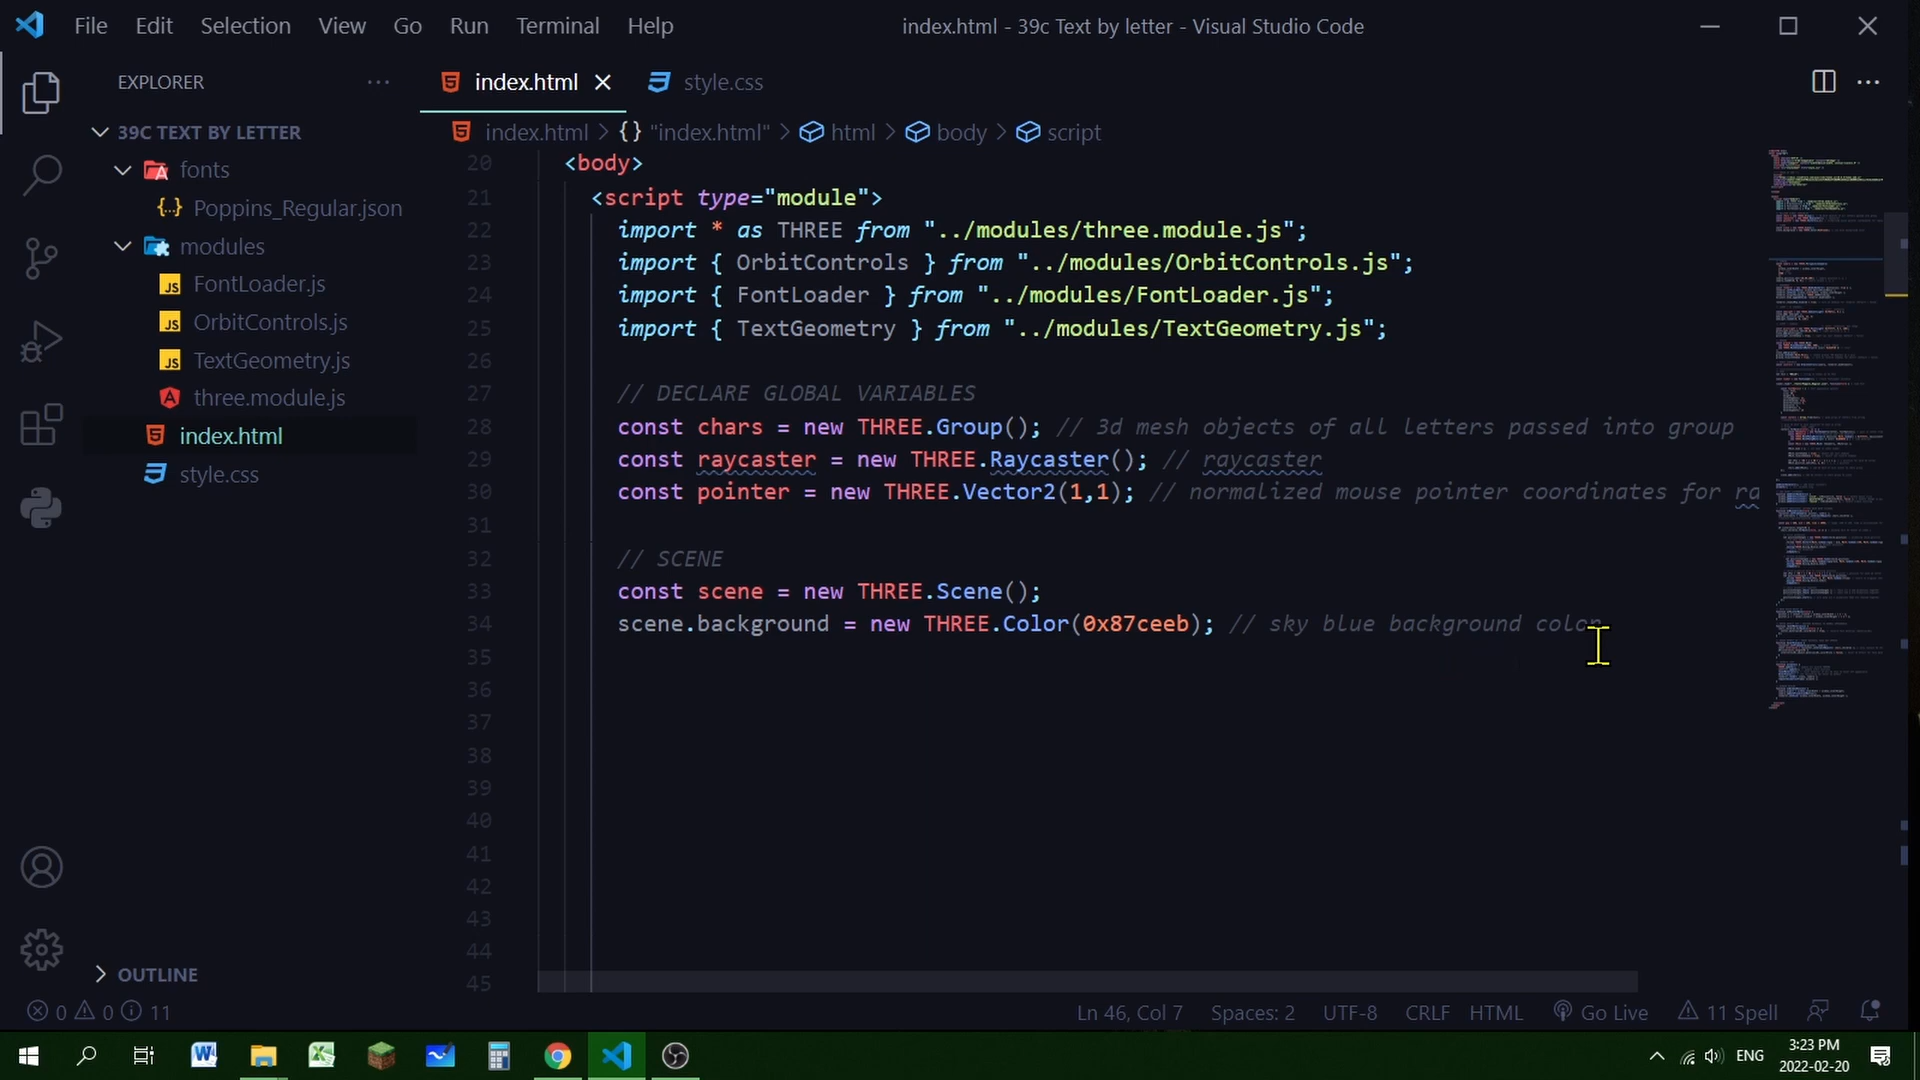 File Edit Selection View Go Run Terminal Help
index.html - 39c Text by letter - Visual Studio Code
EXPLORER
39C TEXT BY LETTER
fonts
Poppins_Regular.json
modules
FontLoader.js
OrbitControls.js
TextGeometry.js
three.module.js
index.html
style.css
OUTLINE
index.html style.css
index.html > {} "index.html" > html > body > script
20 <body>
21 <script type="module">
22 import * as THREE from "../modules/three.module.js";
23 import { OrbitControls } from "../modules/OrbitControls.js";
24 import { FontLoader } from "../modules/FontLoader.js";
25 import { TextGeometry } from "../modules/TextGeometry.js";
26
27 // DECLARE GLOBAL VARIABLES
28 const chars = new THREE.Group(); // 3d mesh objects of all letters passed into group
29 const raycaster = new THREE.Raycaster(); // raycaster
30 const pointer = new THREE.Vector2(1,1); // normalized mouse pointer coordinates for ra
31
32 // SCENE
33 const scene = new THREE.Scene();
34 scene.background = new THREE.Color(0x87ceeb); // sky blue background color
35
36
37
38
39
40
41
42
43
44
45
0 0 11
Ln 46, Col 7 Spaces: 2 UTF-8 CRLF HTML Go Live 11 Spell
ENG
3:23 PM
2022-02-20